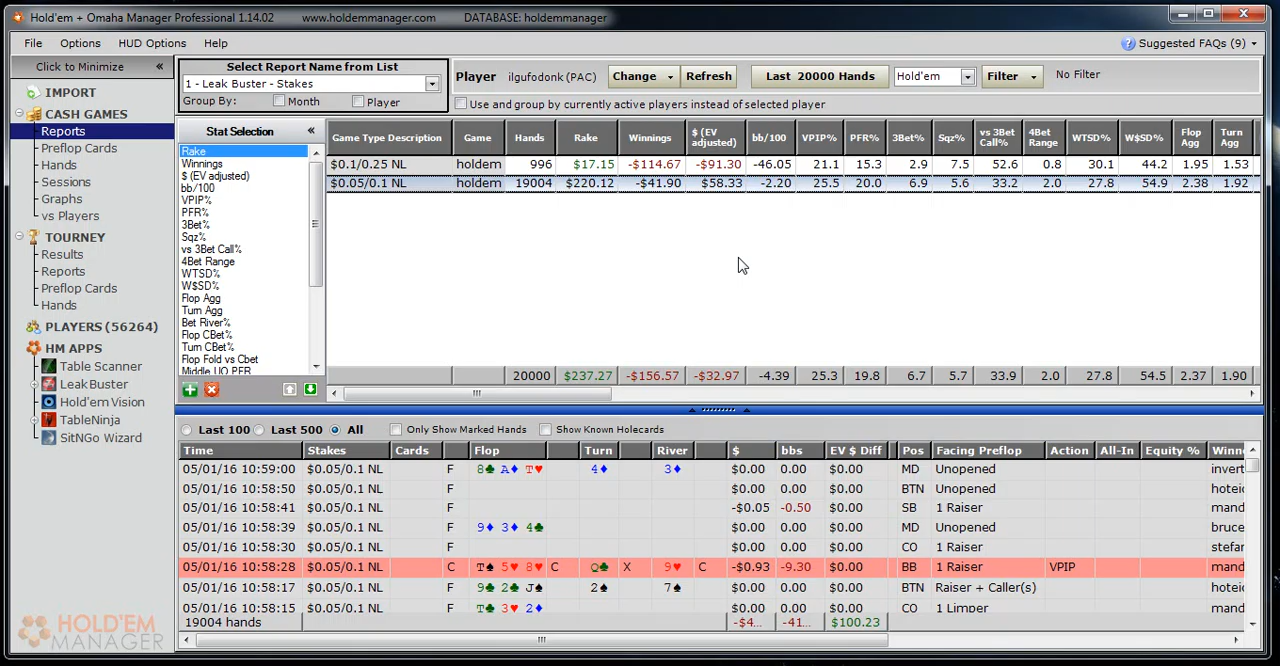 Hold'em + Omaha Manager Professional 1.14.02 www.holdemmanager.com DATABASE: holdemmanager
File Options HUD Options Help Suggested FAQs (9)
Click to Minimize «
IMPORT
CASH GAMES
Reports
Preflop Cards
Hands
Sessions
Graphs
vs Players
TOURNEY
Results
Reports
Preflop Cards
Hands
PLAYERS (56264)
HM APPS
Table Scanner
LeakBuster
Hold'em Vision
TableNinja
SitNGo Wizard
HOLD'EM
MANAGER
Select Report Name from List
1 - Leak Buster - Stakes
Group By: Month Player
Player ilgufodonk (PAC) Change Refresh Last 20000 Hands Hold'em Filter No Filter
Use and group by currently active players instead of selected player
Stat Selection «
Rake
Winnings
$ (EV adjusted)
bb/100
VPIP%
PFR%
3Bet%
Sqz%
vs 3Bet Call%
4Bet Range
WTSD%
W$SD%
Flop Agg
Turn Agg
Bet River%
Flop CBet%
Turn CBet%
Flop Fold vs Cbet
Middle UO PFR
Game Type Description Game Hands Rake Winnings $ (EV adjusted) bb/100 VPIP% PFR% 3Bet% Sqz% vs 3Bet Call% 4Bet Range WTSD% W$SD% Flop Agg Turn Agg
$0.1/0.25 NL holdem 996 $17.15 -$114.67 -$91.30 -46.05 21.1 15.3 2.9 7.5 52.6 0.8 30.1 44.2 1.95 1.53
$0.05/0.1 NL holdem 19004 $220.12 -$41.90 $58.33 -2.20 25.5 20.0 6.9 5.6 33.2 2.0 27.8 54.9 2.38 1.92
20000 $237.27 -$156.57 -$32.97 -4.39 25.3 19.8 6.7 5.7 33.9 2.0 27.8 54.5 2.37 1.90
Last 100 Last 500 All Only Show Marked Hands Show Known Holecards
Time Stakes Cards Flop Turn River $ bbs EV $ Diff Pos Facing Preflop Action All-In Equity % Winne
05/01/16 10:59:00 $0.05/0.1 NL F 8♣ A♦ T♥ 4♦ 3♦ $0.00 0.00 $0.00 MD Unopened invert
05/01/16 10:58:50 $0.05/0.1 NL F $0.00 0.00 $0.00 BTN Unopened hoteic
05/01/16 10:58:41 $0.05/0.1 NL F -$0.05 -0.50 $0.00 SB 1 Raiser mand
05/01/16 10:58:39 $0.05/0.1 NL F 9♦ 3♦ 4♣ $0.00 0.00 $0.00 MD Unopened bruce
05/01/16 10:58:30 $0.05/0.1 NL F $0.00 0.00 $0.00 CO 1 Raiser stefa
05/01/16 10:58:28 $0.05/0.1 NL C T♠ 5♥ 8♥ C Q♣ X 9♥ C -$0.93 -9.30 $0.00 BB 1 Raiser VPIP mand
05/01/16 10:58:17 $0.05/0.1 NL F 9♣ 2♣ J♠ 2♠ 7♠ $0.00 0.00 $0.00 BTN Raiser + Caller(s) hoteic
05/01/16 10:58:15 $0.05/0.1 NL F T♣ 3♥ 2♦ $0.00 0.00 $0.00 CO 1 Limper mand
19004 hands -$4... -41... $100.23